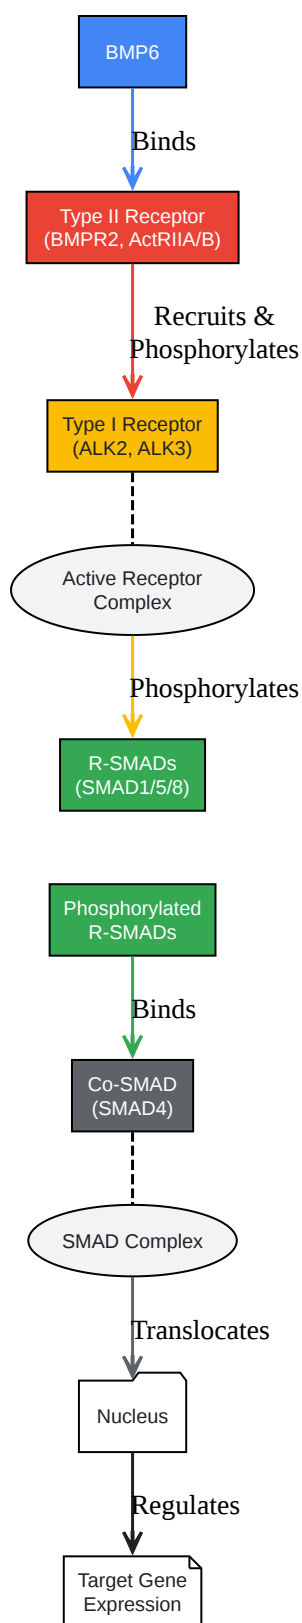 BMP6
Binds
Type II Receptor
(BMPR2, ActRIIA/B)
Recruits &
Phosphorylates
Type I Receptor
(ALK2, ALK3)
Active Receptor
Complex
Phosphorylates
R-SMADs
(SMAD1/5/8)
Phosphorylated
R-SMADs
Binds
Co-SMAD
(SMAD4)
SMAD Complex
Translocates
Nucleus
Regulates
Target Gene
Expression